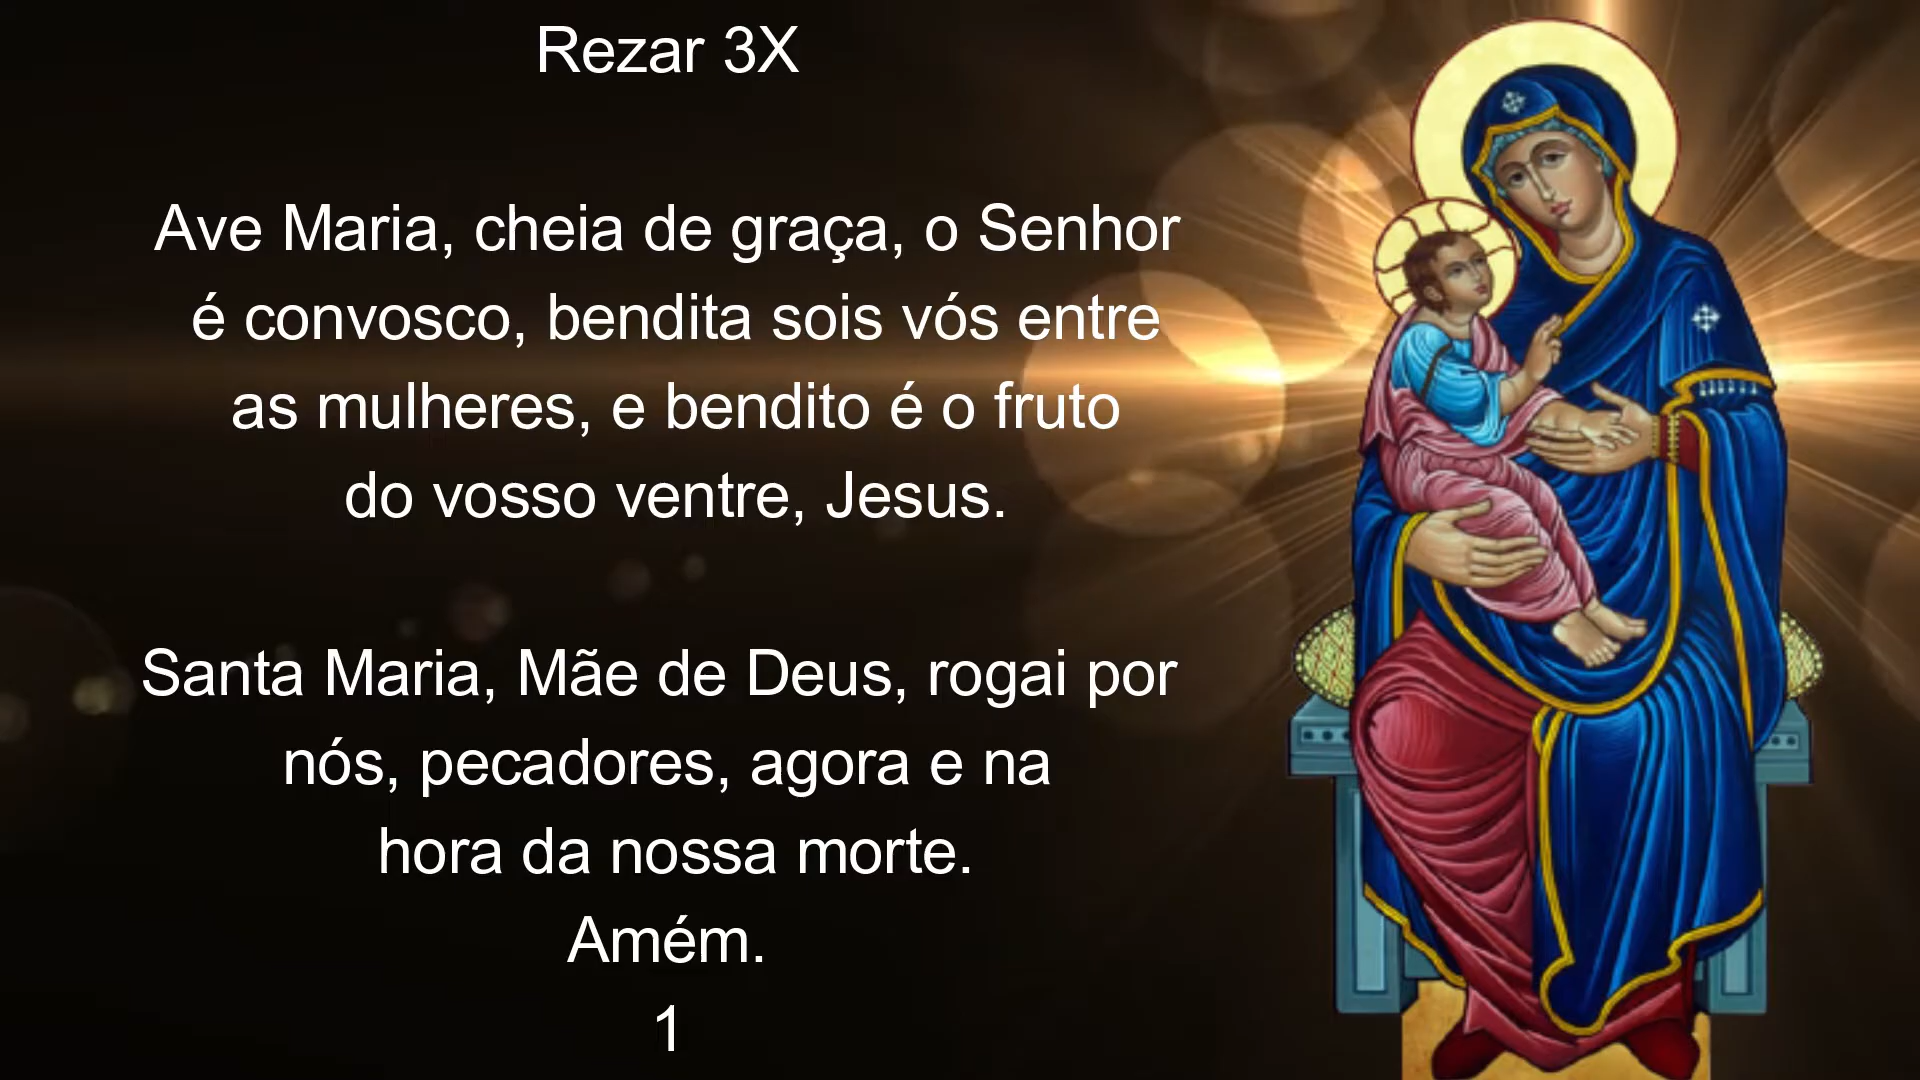 Rezar 3X
Ave Maria, cheia de graça, o Senhor
é convosco, bendita sois vós entre
as mulheres, e bendito é o fruto
do vosso ventre, Jesus.
Santa Maria, Mãe de Deus, rogai por
nós, pecadores, agora e na
hora da nossa morte.
Amém.
1